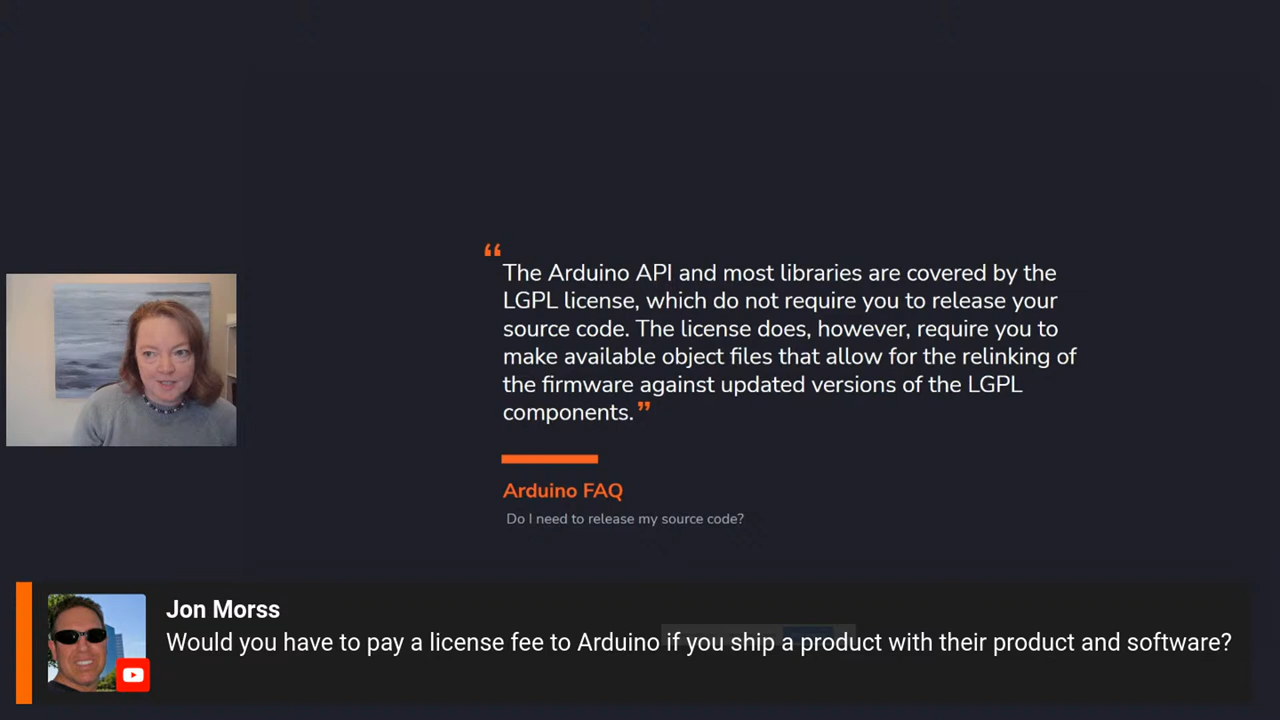 “
The Arduino API and most libraries are covered by the
LGPL license, which do not require you to release your
source code. The license does, however, require you to
make available object files that allow for the relinking of
the firmware against updated versions of the LGPL
components.”
Arduino FAQ
Do I need to release my source code?
Jon Morss
Would you have to pay a license fee to Arduino if you ship a product with their product and software?